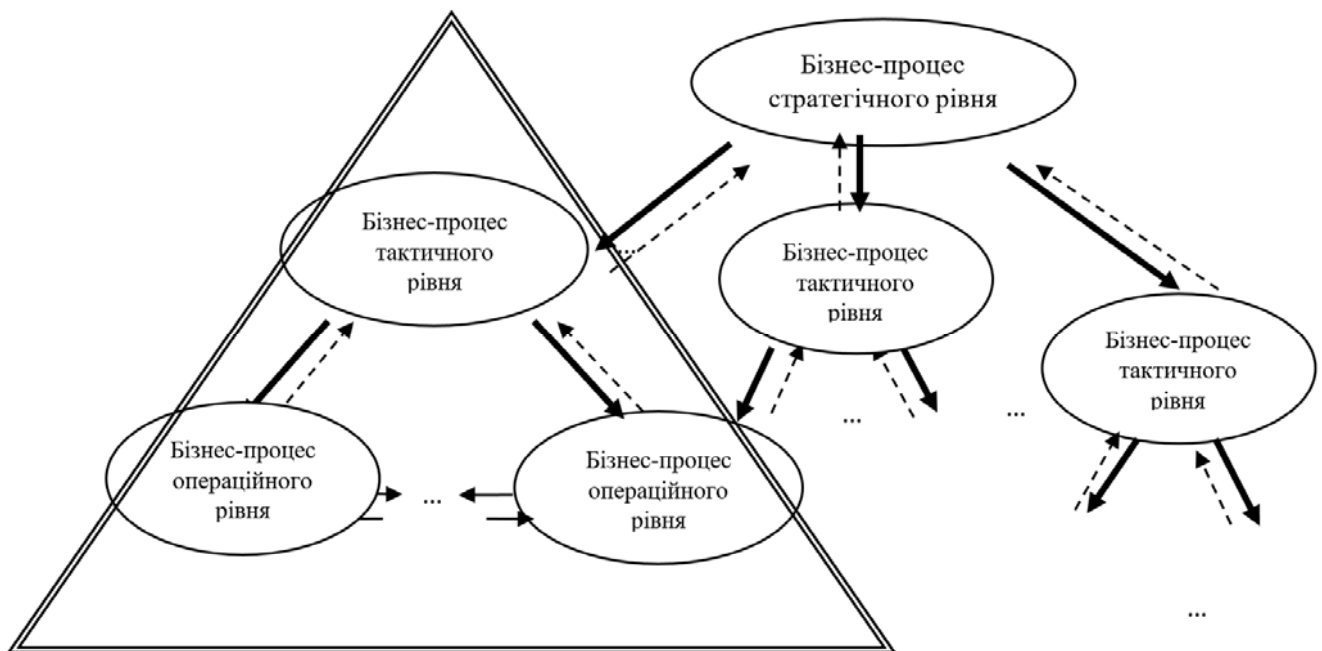 Бізнес-процес
стратегічного рівня
Бізнес-процес
тактичного
рівня
...
Бізнес-процес
тактичного
рівня
Бізнес-процес
тактичного
рівня
...
...
Бізнес-процес
операційного
рівня
...
Бізнес-процес
операційного
рівня
...